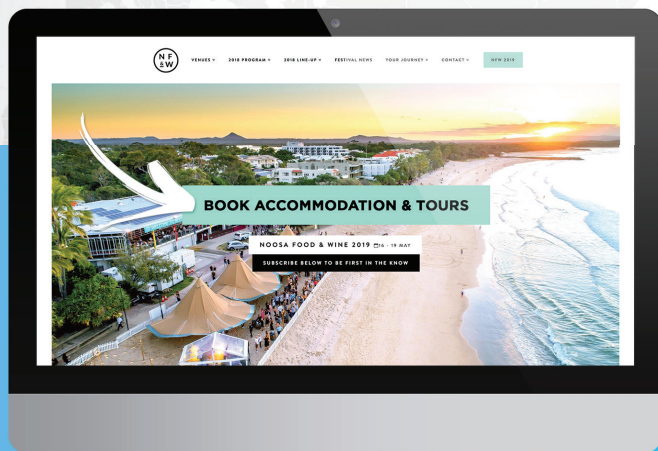 N F
& W
VENUES
2018 PROGRAM
2018 LINE-UP
FESTIVAL NEWS
YOUR JOURNEY
CONTACT
NFW 2019
BOOK ACCOMMODATION & TOURS
NOOSA FOOD & WINE 2019 16 - 19 MAY
SUBSCRIBE BELOW TO BE FIRST IN THE KNOW